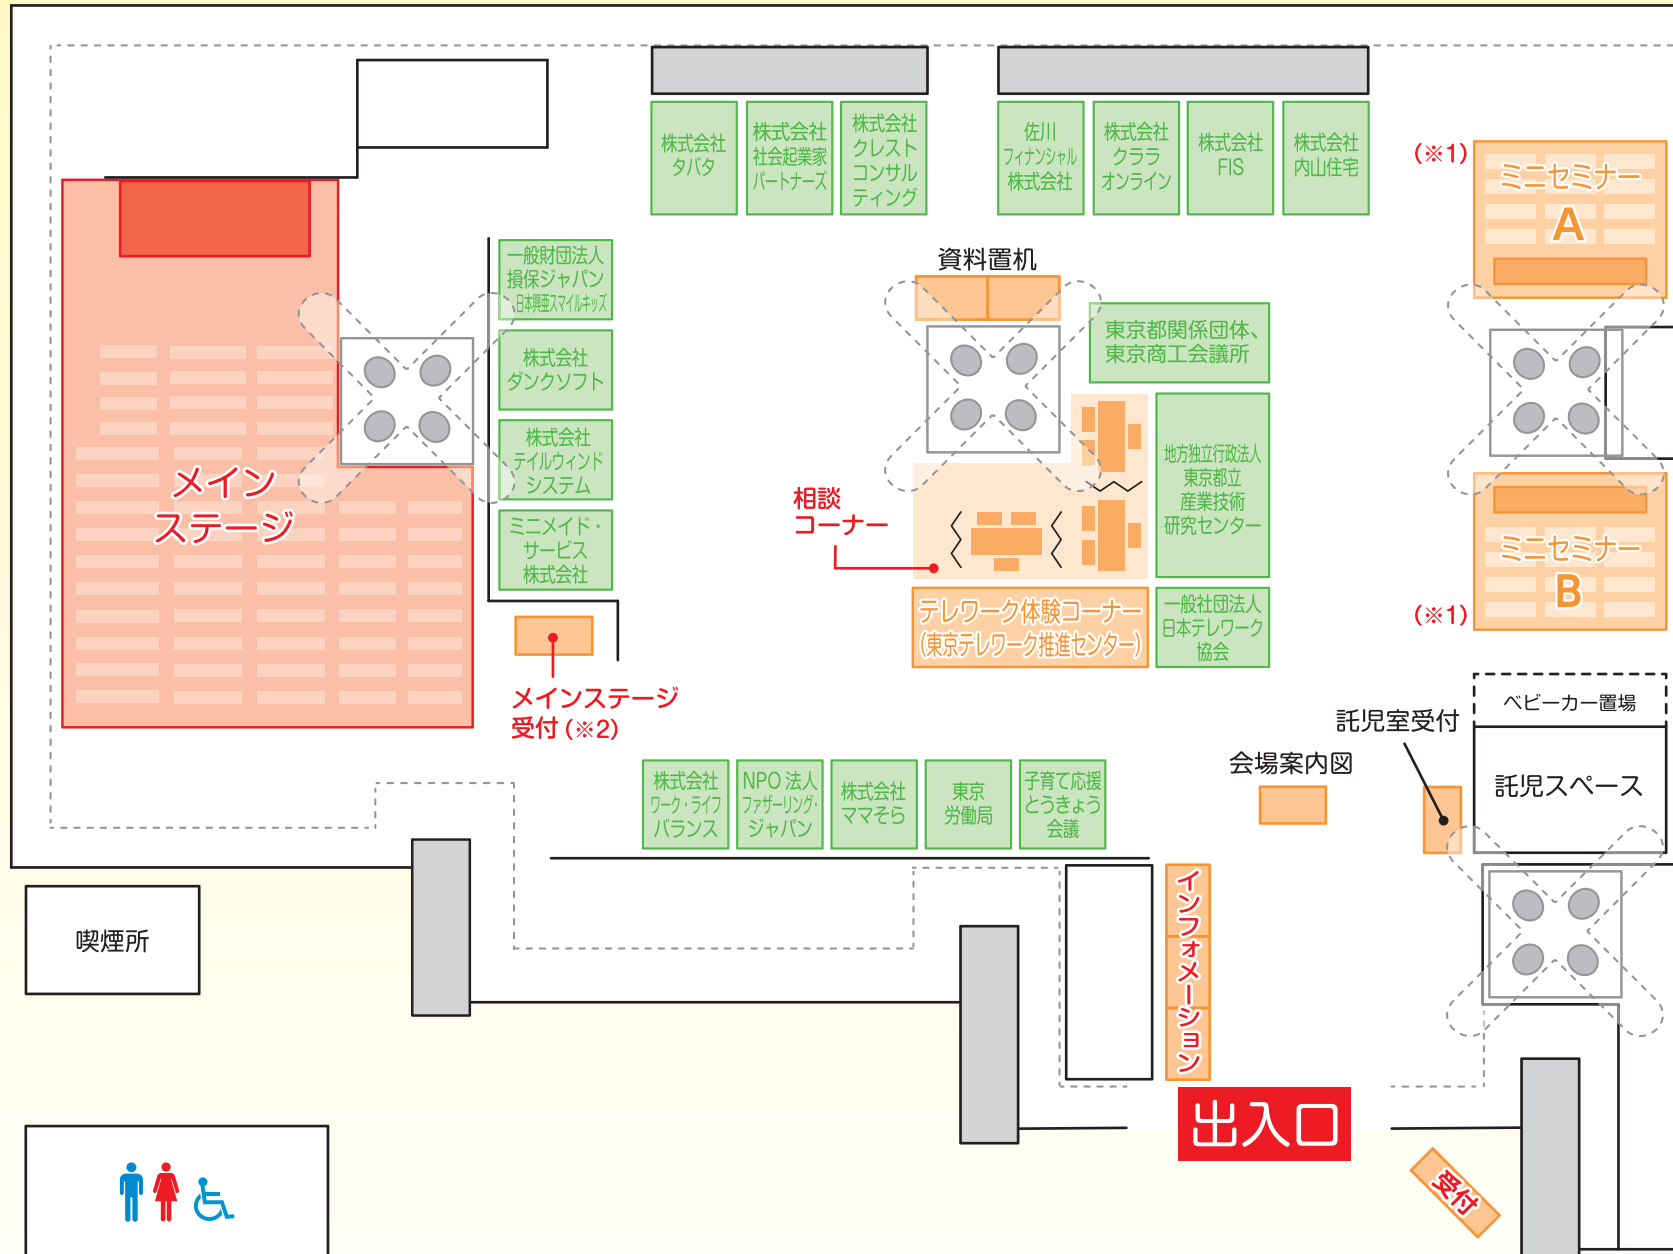 株式会社
タバタ
株式会社
社会起業家
パートナーズ
株式会社
クレスト
コンサル
ティング
佐川
フィナンシャル
株式会社
株式会社
クララ
オンライン
株式会社
FIS
株式会社
内山住宅
(※1)
ミニセミナー
A
一般財団法人
損保ジャパン
日本興亜スマイルキッズ
資料置机
東京都関係団体、
東京商工会議所
株式会社
ダンクソフト
株式会社
テイルウィンド
システム
ミニメイド・
サービス
株式会社
メイン
ステージ
相談
コーナー
地方独立行政法人
東京都立
産業技術
研究センター
ミニセミナー
B
(※1)
テレワーク体験コーナー
(東京テレワーク推進センター)
一般社団法人
日本テレワーク
協会
メインステージ
受付(※2)
ベビーカー置場
託児室受付
託児スペース
会場案内図
株式会社
ワーク・ライフ
バランス
NPO 法人
ファザーリング・
ジャパン
株式会社
ママそら
東京
労働局
子育て応援
とうきょう
会議
インフォメーション
喫煙所
出入口
受付